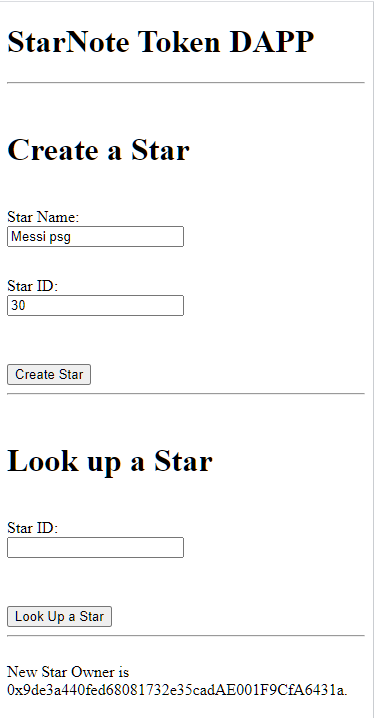 StarNote Token DAPP
Create a Star
Star Name:
Messi psg
Star ID:
30
Create Star
Look up a Star
Star ID:
Look Up a Star
New Star Owner is
0x9de3a440fed68081732e35cadAE001F9CfA6431a.